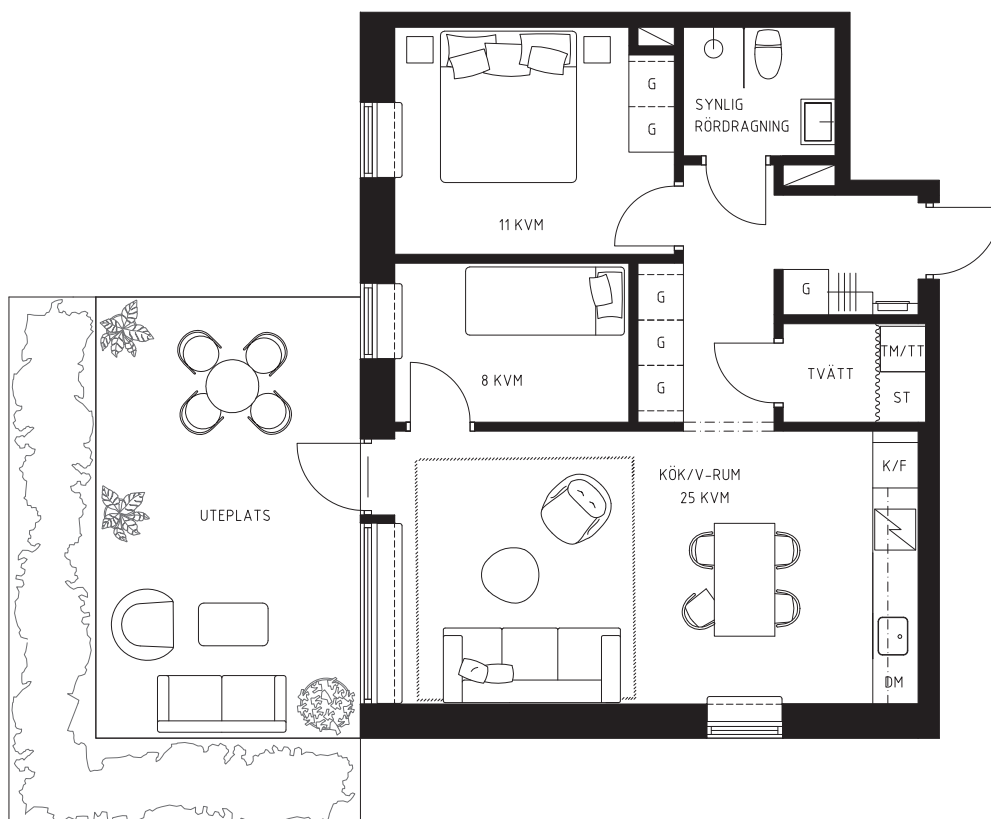 G
G
SYNLIG
RÖRDRAGNING
11 KVM
G
G
G
G
8 KVM
TVÄTT
TM/TT
ST
KÖK/V-RUM
25 KVM
K/F
UTEPLATS
DM